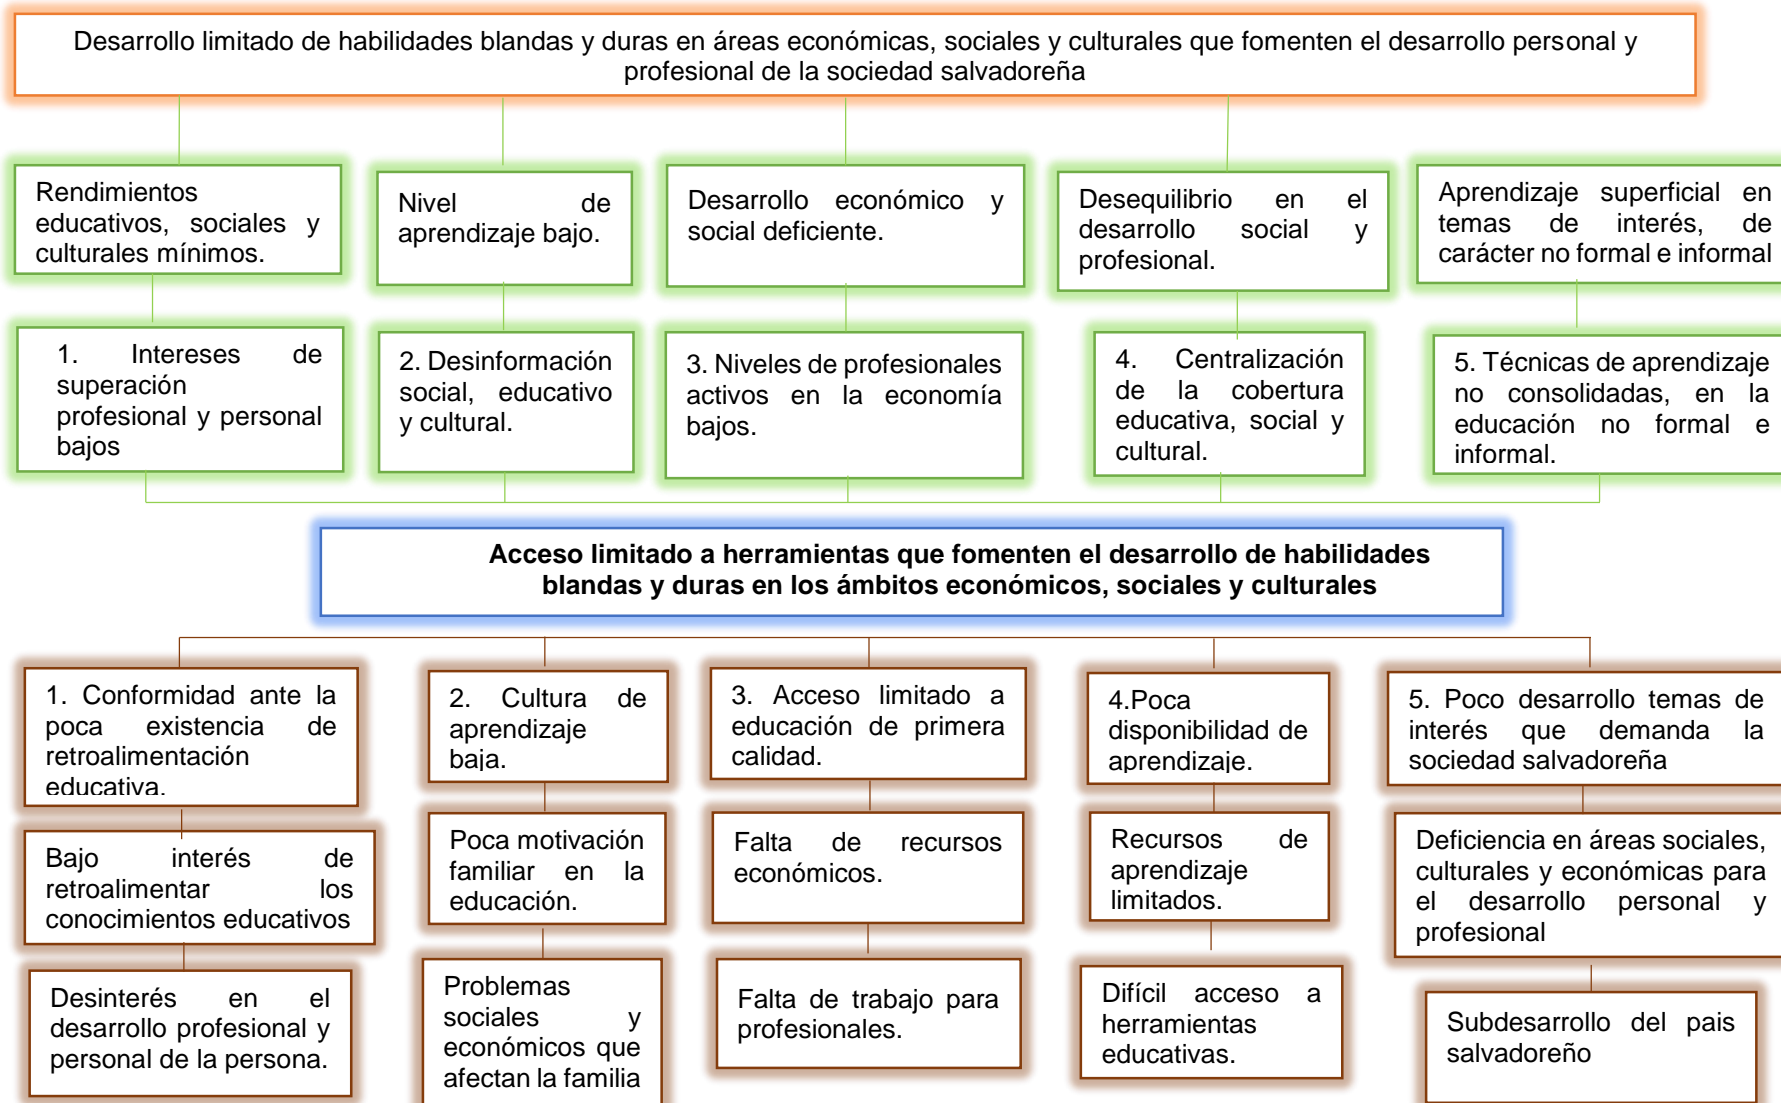 Desarrollo limitado de habilidades blandas y duras en áreas económicas, sociales y culturales que fomenten el desarrollo personal y
profesional de la sociedad salvadoreña
Rendimientos
educativos, sociales y
culturales mínimos.
Nivel de
aprendizaje bajo.
Desarrollo económico y
social deficiente.
Desequilibrio en el
desarrollo social y
profesional.
Aprendizaje superficial en
temas de interés, de
carácter no formal e informal
1. Intereses de
superación
profesional y personal
bajos
2. Desinformación
social, educativo
y cultural.
3. Niveles de profesionales
activos en la economía
bajos.
4. Centralización
de la cobertura
educativa, social y
cultural.
5. Técnicas de aprendizaje
no consolidadas, en la
educación no formal e
informal.
Acceso limitado a herramientas que fomenten el desarrollo de habilidades
blandas y duras en los ámbitos económicos, sociales y culturales
1. Conformidad ante la
poca existencia de
retroalimentación
educativa.
2. Cultura de
aprendizaje
baja.
3. Acceso limitado a
educación de primera
calidad.
4.Poca
disponibilidad de
aprendizaje.
5. Poco desarrollo temas de
interés que demanda la
sociedad salvadoreña
Bajo interés de
retroalimentar los
conocimientos educativos
Poca motivación
familiar en la
educación.
Falta de recursos
económicos.
Recursos de
aprendizaje
limitados.
Deficiencia en áreas sociales,
culturales y económicas para
el desarrollo personal y
profesional
Desinterés en el
desarrollo profesional y
personal de la persona.
Problemas
sociales y
económicos que
afectan la familia
Falta de trabajo para
profesionales.
Difícil acceso a
herramientas
educativas.
Subdesarrollo del pais
salvadoreño